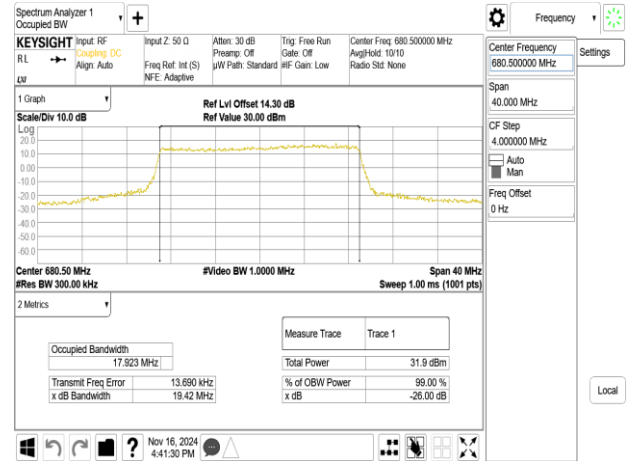 Spectrum Analyzer 1
Occupied BW
+
Frequency
KEYSIGHT
RL
LXI
Input: RF
Coupling: DC
Align: Auto
Input Z: 50 Ω
Freq Ref: Int (S)
NFE: Adaptive
Atten: 30 dB
Preamp: Off
µW Path: Standard
Trig: Free Run
Gate: Off
#IF Gain: Low
Center Freq: 680.500000 MHz
Avg|Hold: 10/10
Radio Std: None
Center Frequency
680.500000 MHz
Settings
Span
40.000 MHz
CF Step
4.000000 MHz
Auto
Man
Freq Offset
0 Hz
Local
1 Graph
Scale/Div 10.0 dB
Ref Lvl Offset 14.30 dB
Ref Value 30.00 dBm
Log
20.0
10.0
0.00
-10.0
-20.0
-30.0
-40.0
-50.0
-60.0
Center 680.50 MHz
#Video BW 1.0000 MHz
Span 40 MHz
#Res BW 300.00 kHz
Sweep 1.00 ms (1001 pts)
2 Metrics
Measure Trace Trace 1
Occupied Bandwidth
17.923 MHz
Total Power 31.9 dBm
Transmit Freq Error 13.690 kHz
% of OBW Power 99.00 %
x dB Bandwidth 19.42 MHz
x dB -26.00 dB
?
Nov 16, 2024
4:41:30 PM